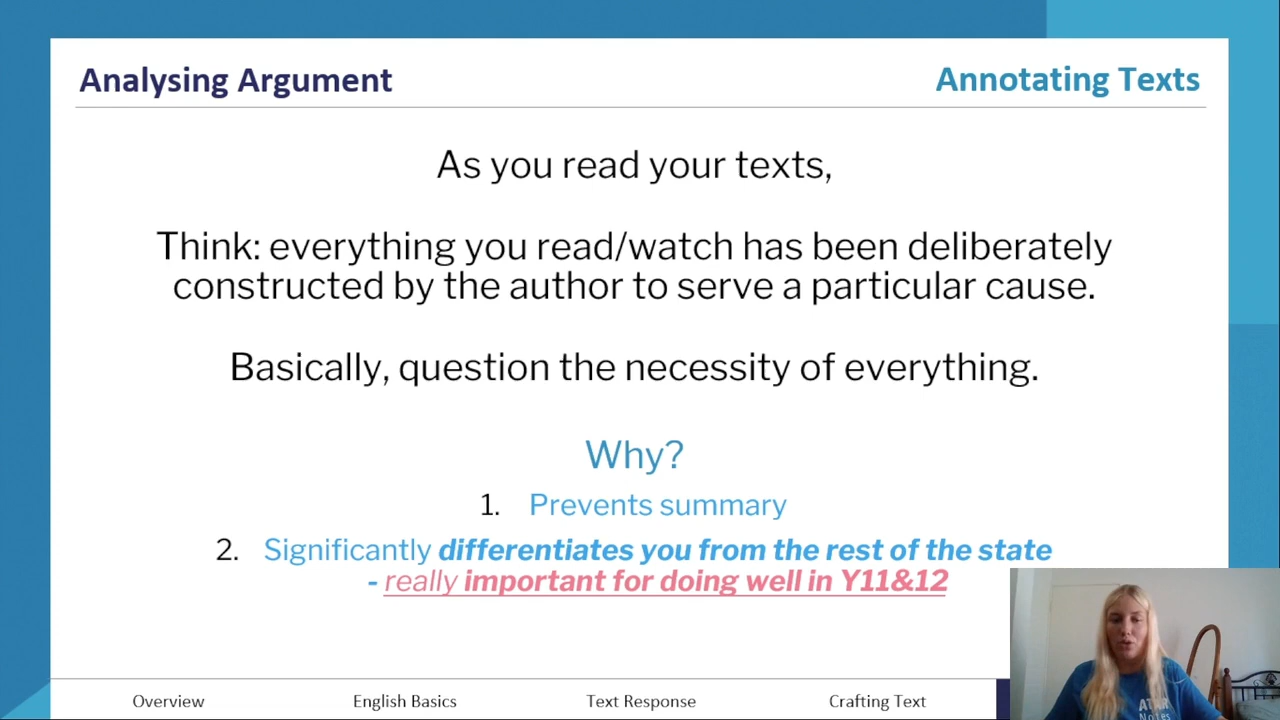 Analysing Argument
Annotating Texts
As you read your texts,
Think: everything you read/watch has been deliberately
constructed by the author to serve a particular cause.
Basically, question the necessity of everything.
Why?
1. Prevents summary
2. Significantly differentiates you from the rest of the state
- really important for doing well in Y11&12
Overview
English Basics
Text Response
Crafting Text
ATAR
Notes